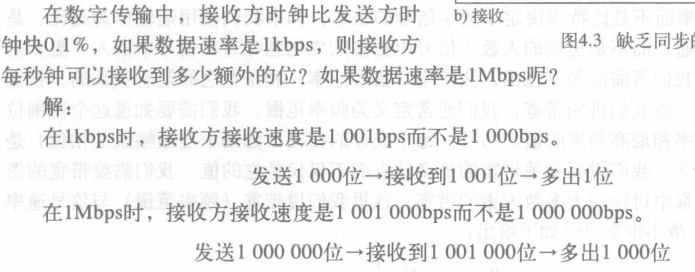 在数字传输中，接收方时钟比发送方时
钟快0.1%，如果数据速率是1kbps，则接收方
每秒钟可以接收到多少额外的位？如果数据速率是1Mbps呢？
b) 接收
图4.3 缺乏同步的
解：
在1kbps时，接收方接收速度是1 001bps而不是1 000bps。
发送1 000位→接收到1 001位→多出1位
在1Mbps时，接收方接收速度是1 001 000bps而不是1 000 000bps。
发送1 000 000位→接收到1 001 000位→多出1 000位